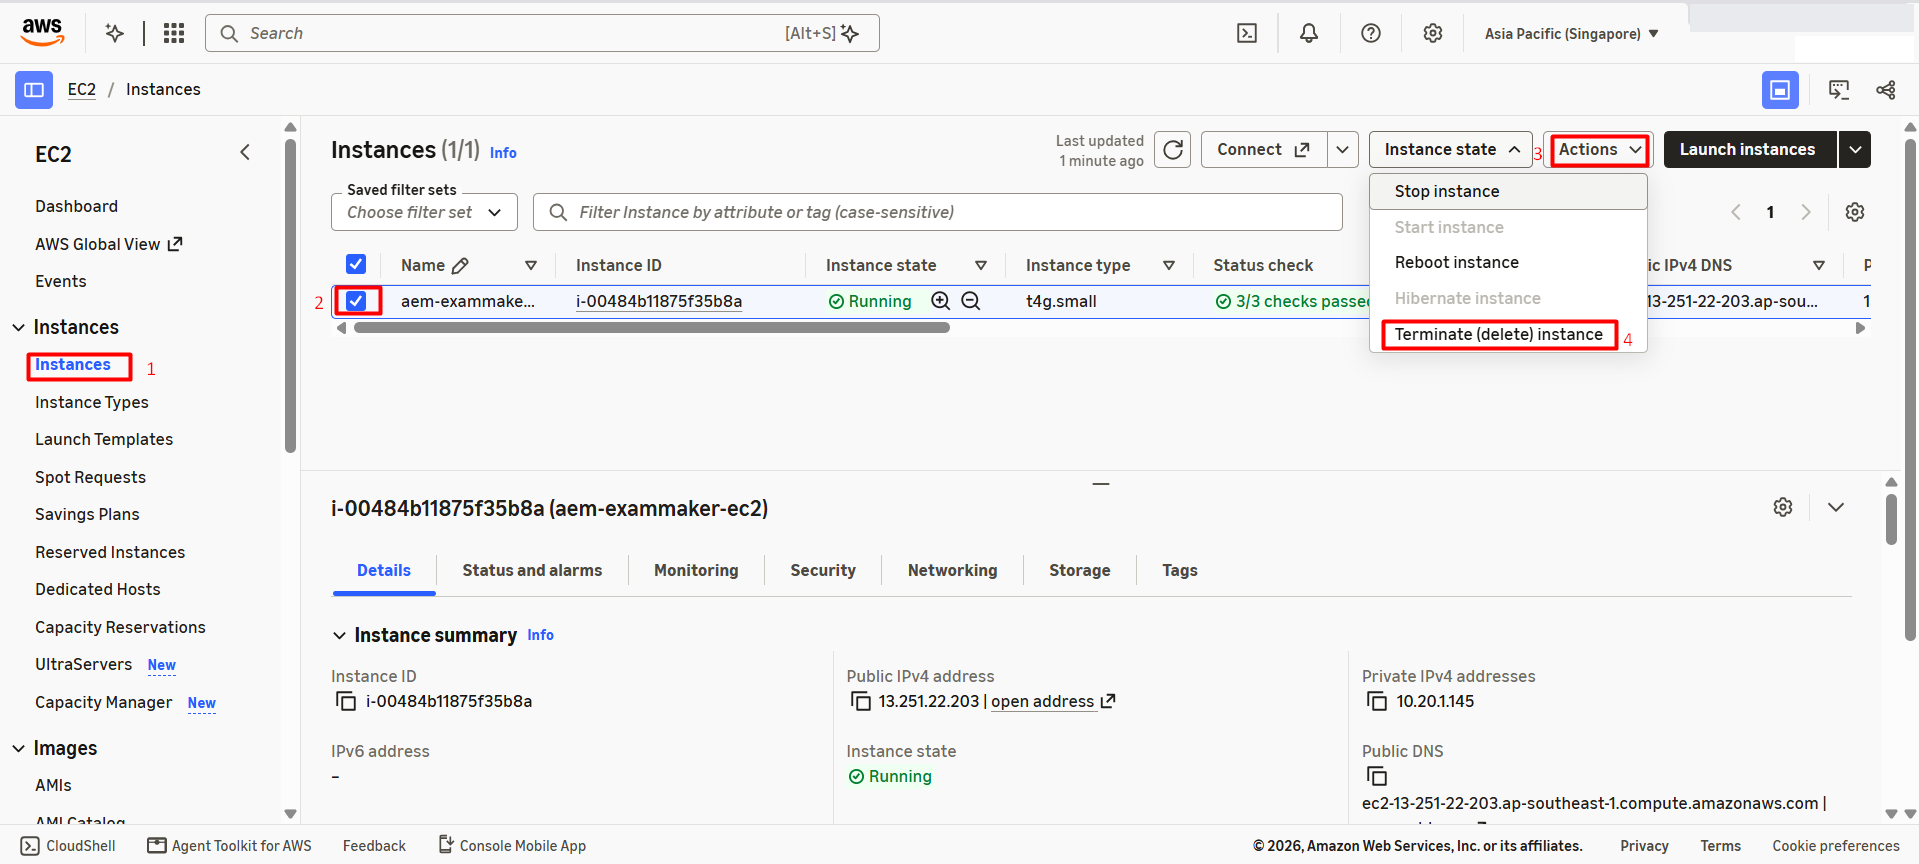 aws
Search
[Alt+S]
Asia Pacific (Singapore)
EC2 / Instances
EC2
Dashboard
AWS Global View
Events
Instances
Instances 1
Instance Types
Launch Templates
Spot Requests
Savings Plans
Reserved Instances
Dedicated Hosts
Capacity Reservations
UltraServers New
Capacity Manager New
Images
AMIs
AMI Catalog
Instances (1/1) Info
Last updated
1 minute ago
Connect
Instance state
3
Actions
Launch instances
Stop instance
Start instance
Reboot instance
Hibernate instance
Terminate (delete) instance
4
Saved filter sets
Choose filter set
Filter Instance by attribute or tag (case-sensitive)
1
Name Instance ID Instance state Instance type Status check ic IPv4 DNS P
2 aem-exammake... i-00484b11875f35b8a Running t4g.small 3/3 checks passed 13-251-22-203.ap-sou... 1
i-00484b11875f35b8a (aem-exammaker-ec2)
Details Status and alarms Monitoring Security Networking Storage Tags
Instance summary Info
Instance ID
i-00484b11875f35b8a
Public IPv4 address
13.251.22.203 | open address
Private IPv4 addresses
10.20.1.145
IPv6 address
–
Instance state
Running
Public DNS
ec2-13-251-22-203.ap-southeast-1.compute.amazonaws.com |
CloudShell Agent Toolkit for AWS Feedback Console Mobile App © 2026, Amazon Web Services, Inc. or its affiliates. Privacy Terms Cookie preferences